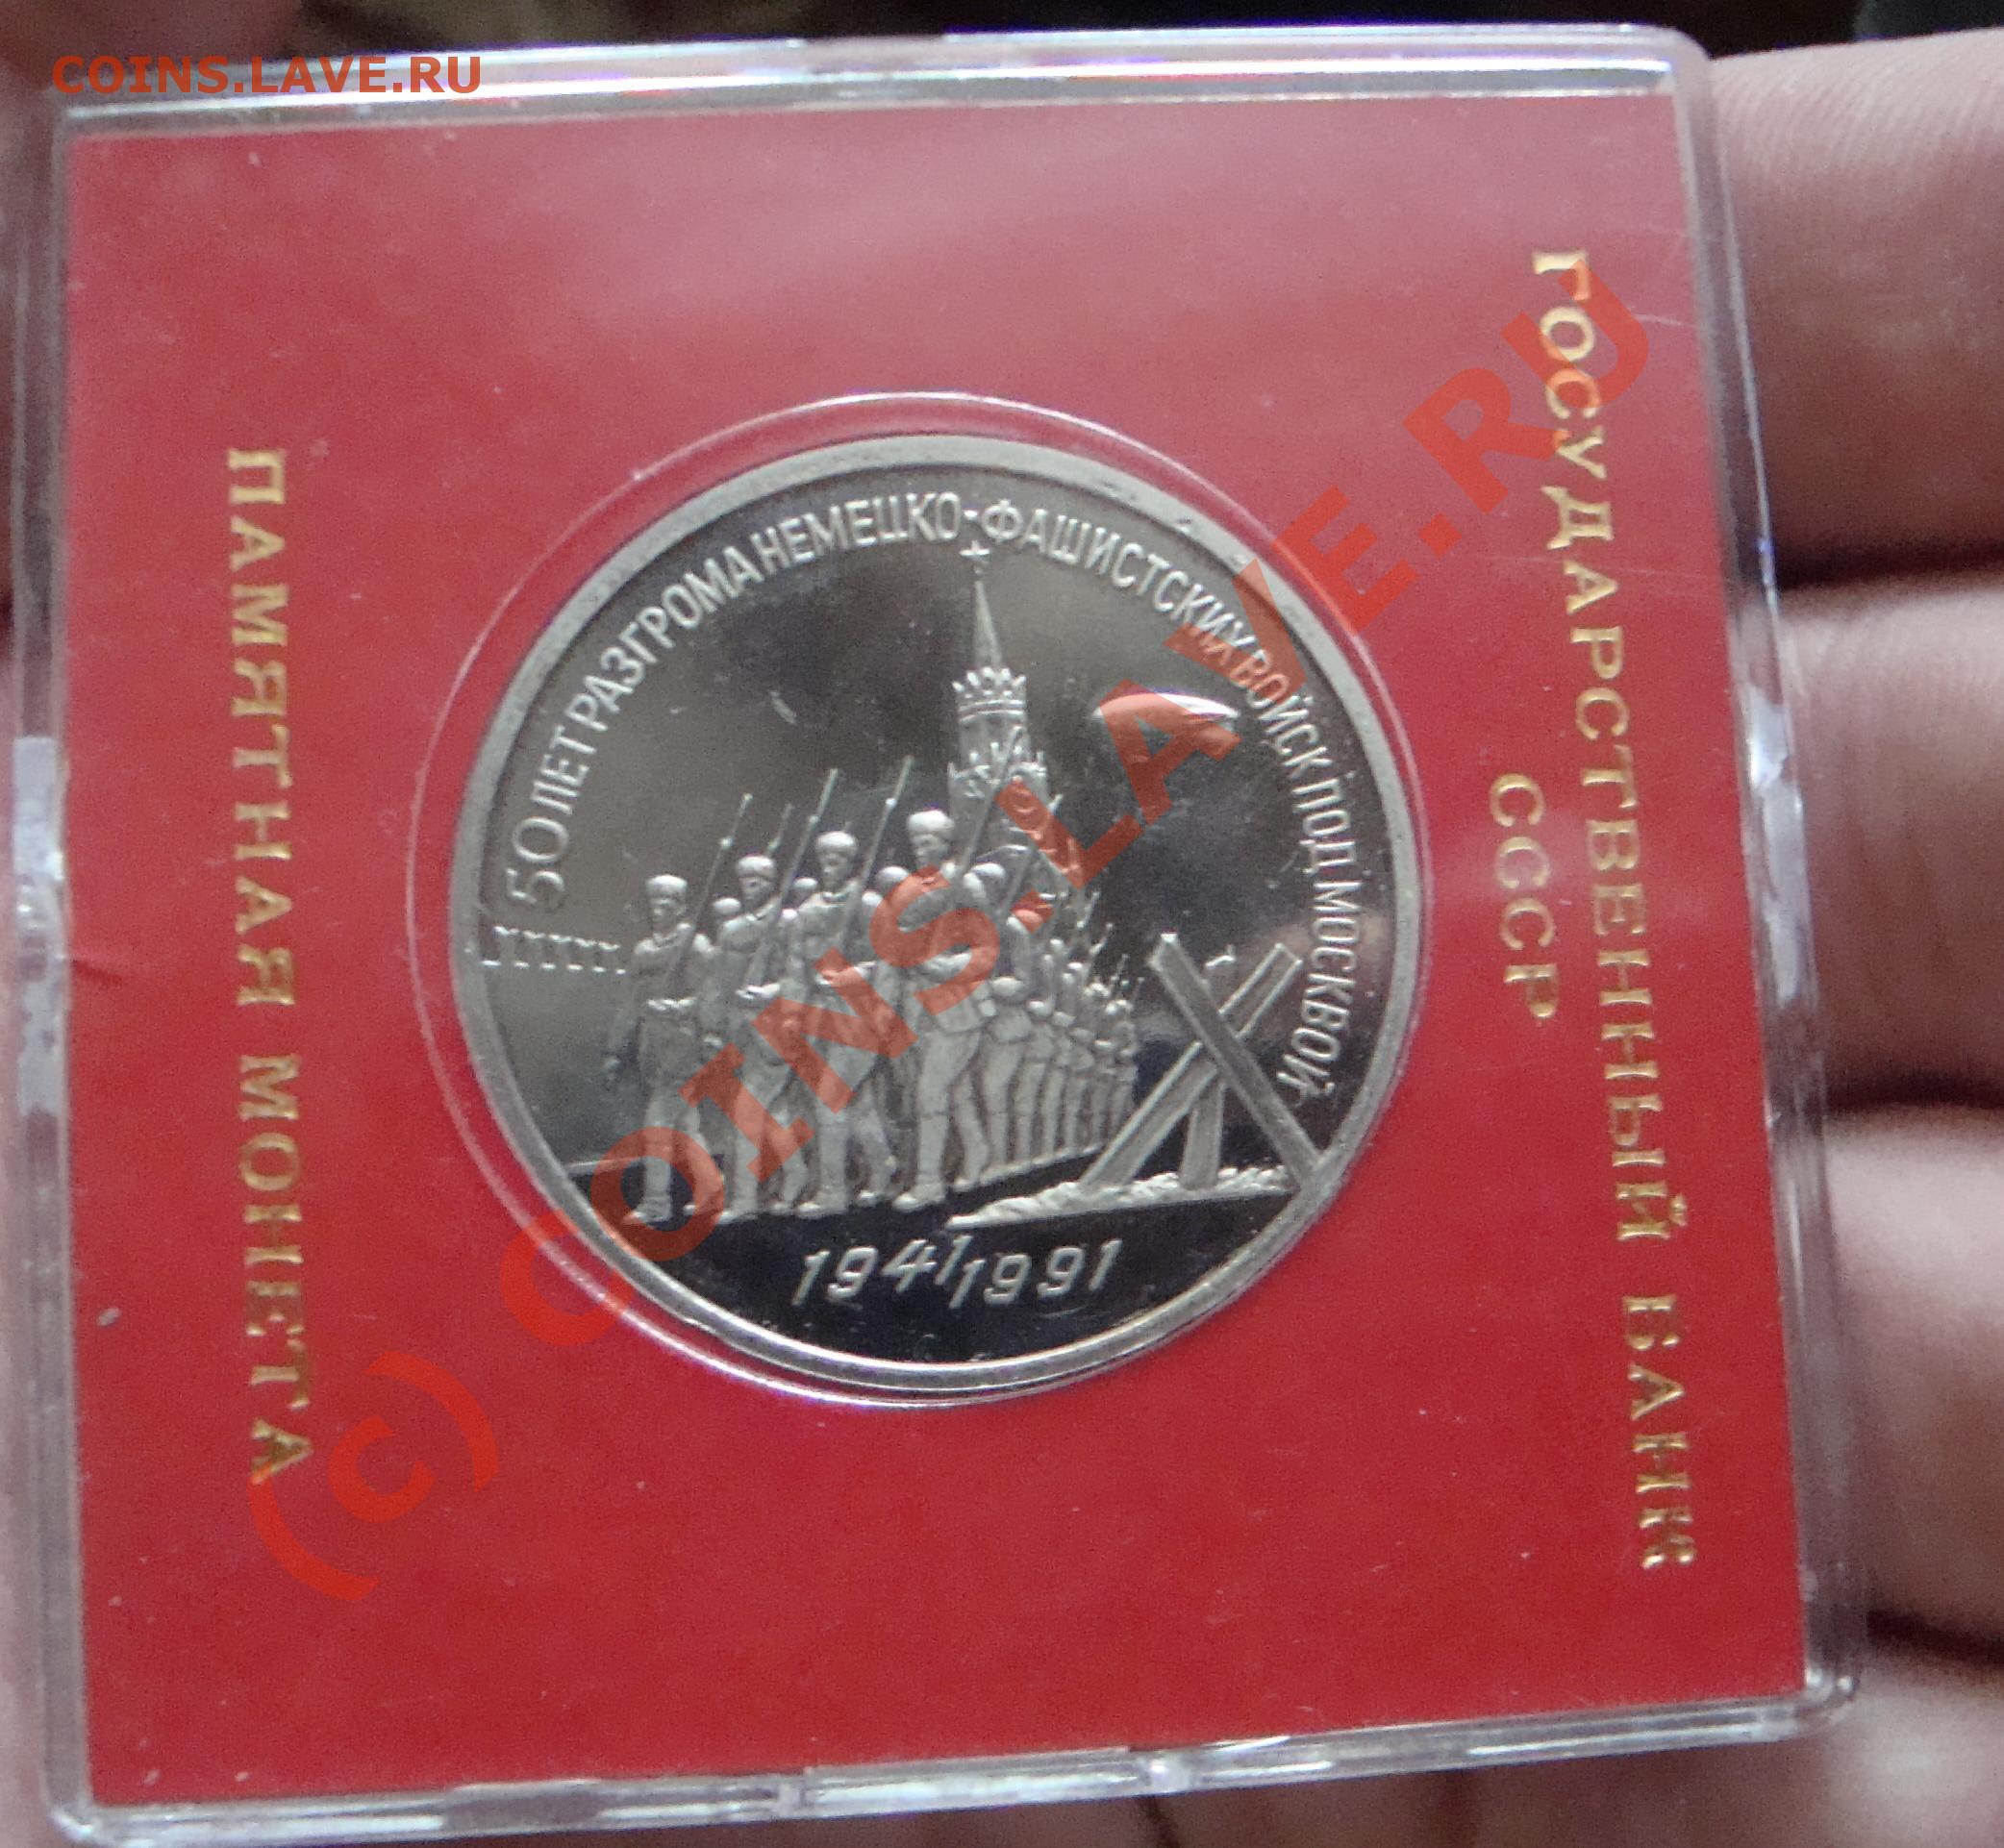 COINS.LAVE.RU
ГОСУДАРСТВЕННЫЙ БАНК
СССР
50 ЛЕТ РАЗГРОМА НЕМЕЦКО-ФАШИСТСКИХ ВОЙСК ПОД МОСКВОЙ
1941/1991
ПАМЯТНАЯ МОНЕТА
(c) COINS.LAVE.RU